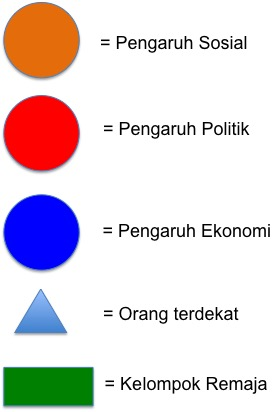 = Pengaruh Sosial
= Pengaruh Politik
= Pengaruh Ekonomi
= Orang terdekat
= Kelompok Remaja